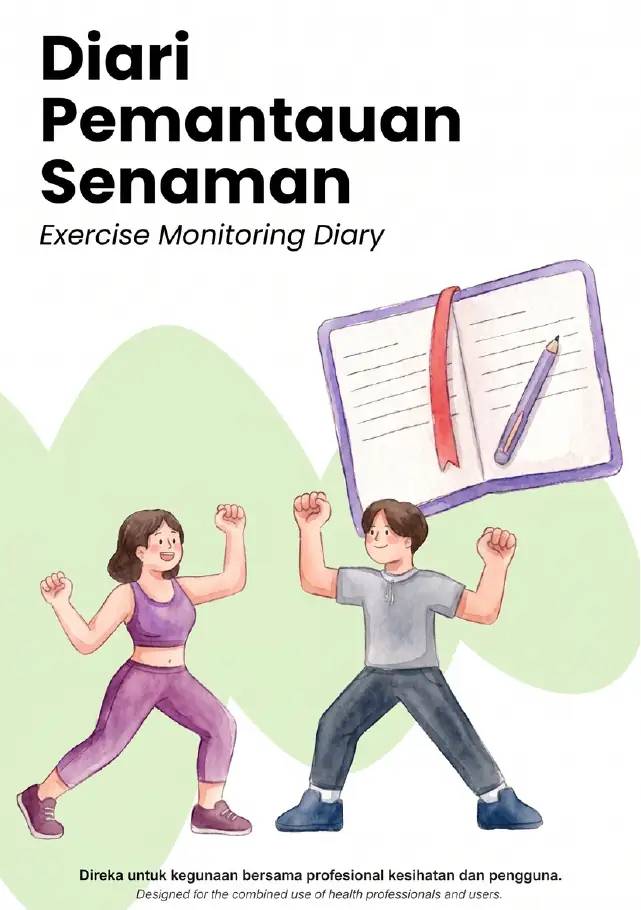 Diari
Pemantauan
Senaman
Exercise Monitoring Diary
Direka untuk kegunaan bersama profesional kesihatan dan pengguna.
Designed for the combined use of health professionals and users.